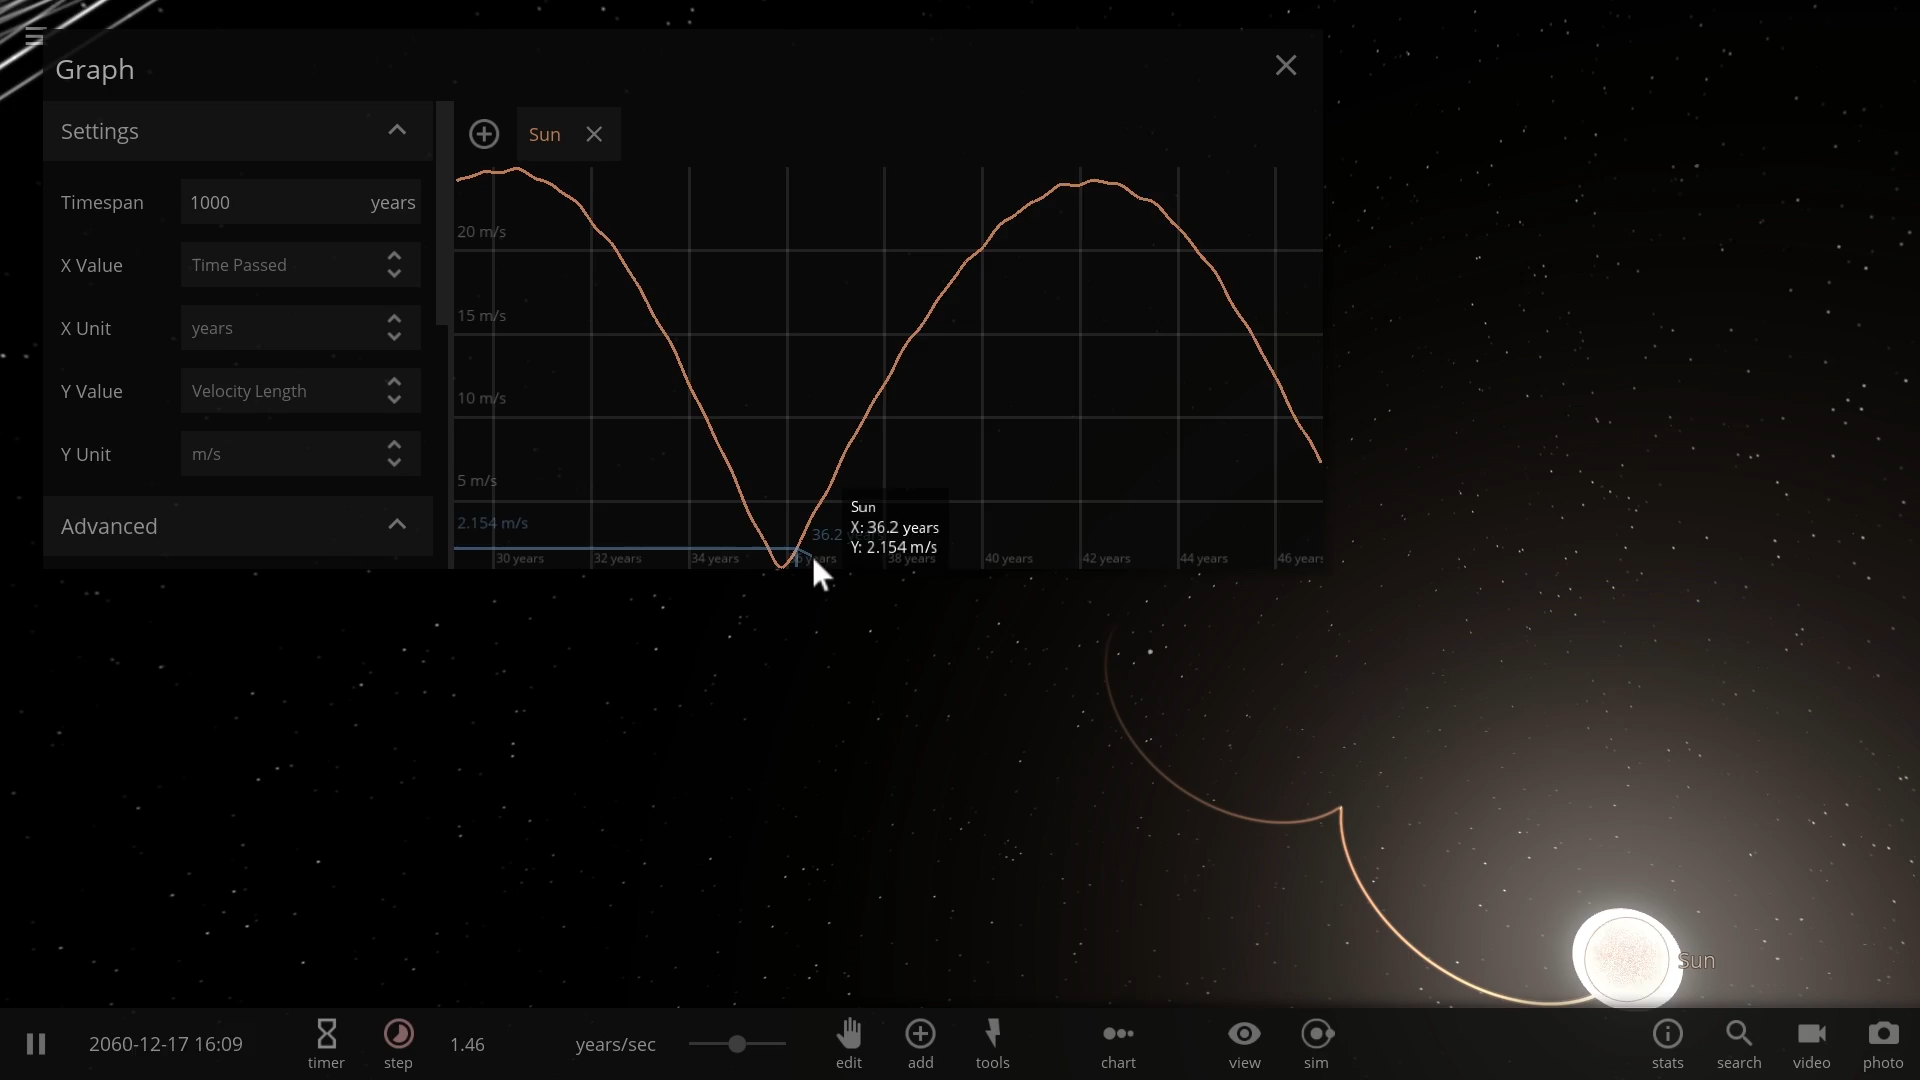 Graph
Settings
Timespan 1000 years
X Value Time Passed
X Unit years
Y Value Velocity Length
Y Unit m/s
Advanced
Sun
20 m/s
15 m/s
10 m/s
5 m/s
2.154 m/s
36.2
Sun
X: 36.2 years
Y: 2.154 m/s
30 years 32 years 34 years 38 years 40 years 42 years 44 years 46 years
Sun
2060-12-17 16:09 timer step 1.46 years/sec edit add tools chart view sim stats search video photo